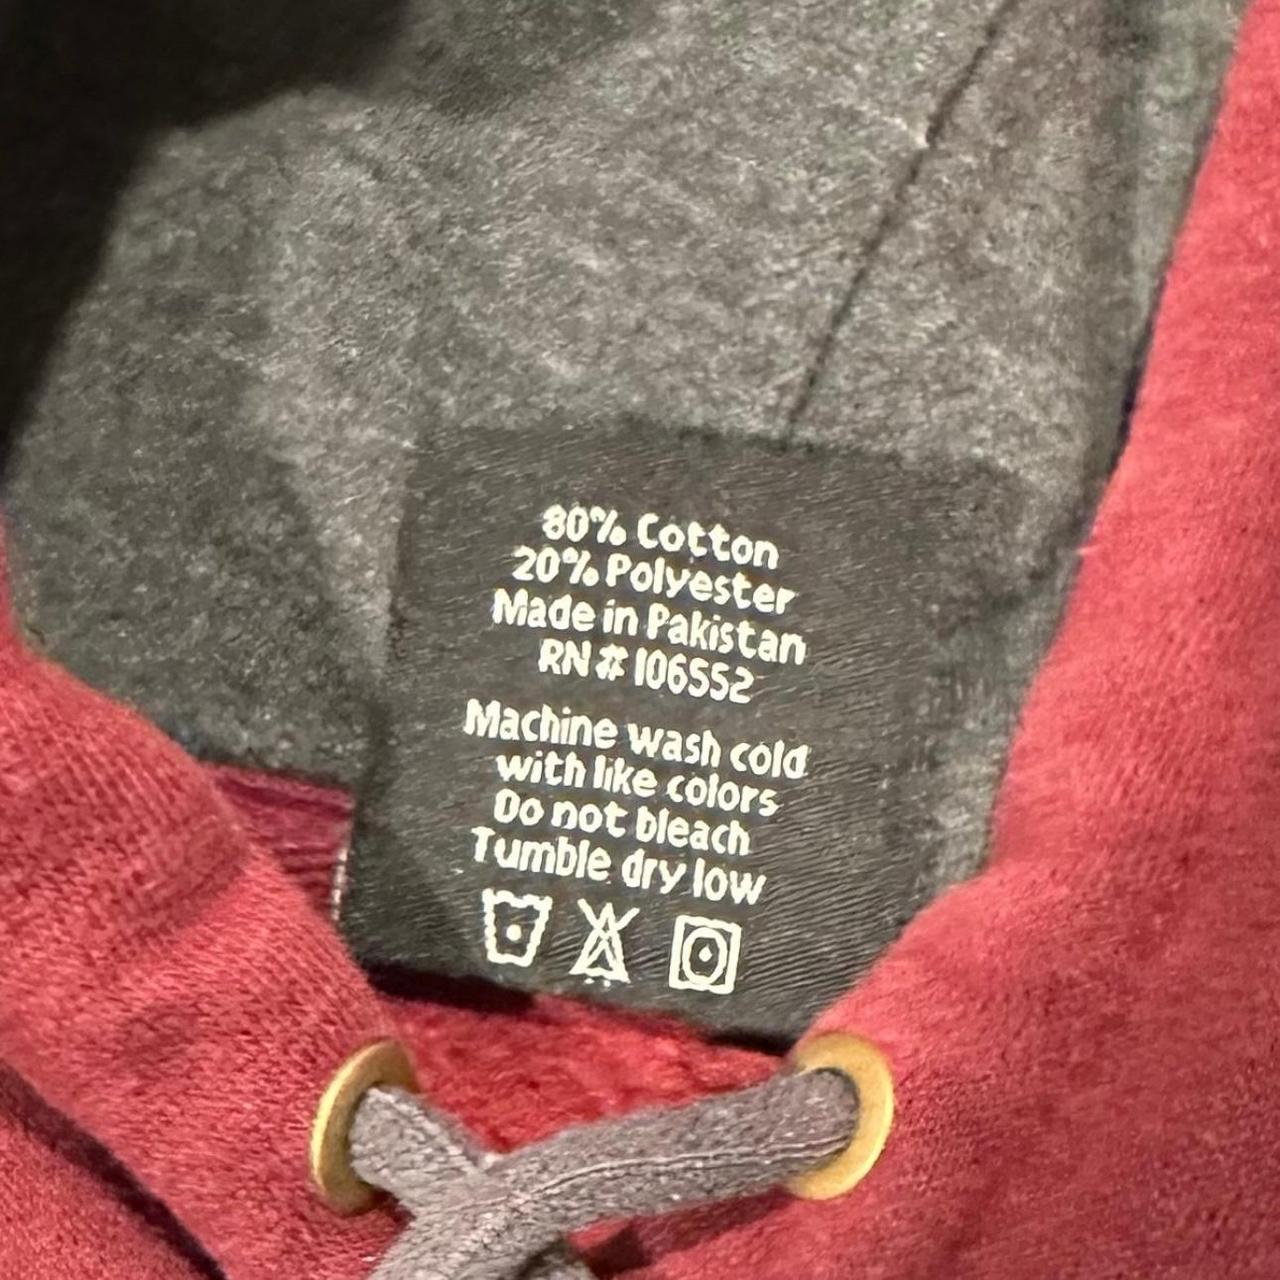 80% Cotton
20% Polyester
Made in Pakistan
RN# 106552
Machine wash cold
with like colors
Do not bleach
Tumble dry low